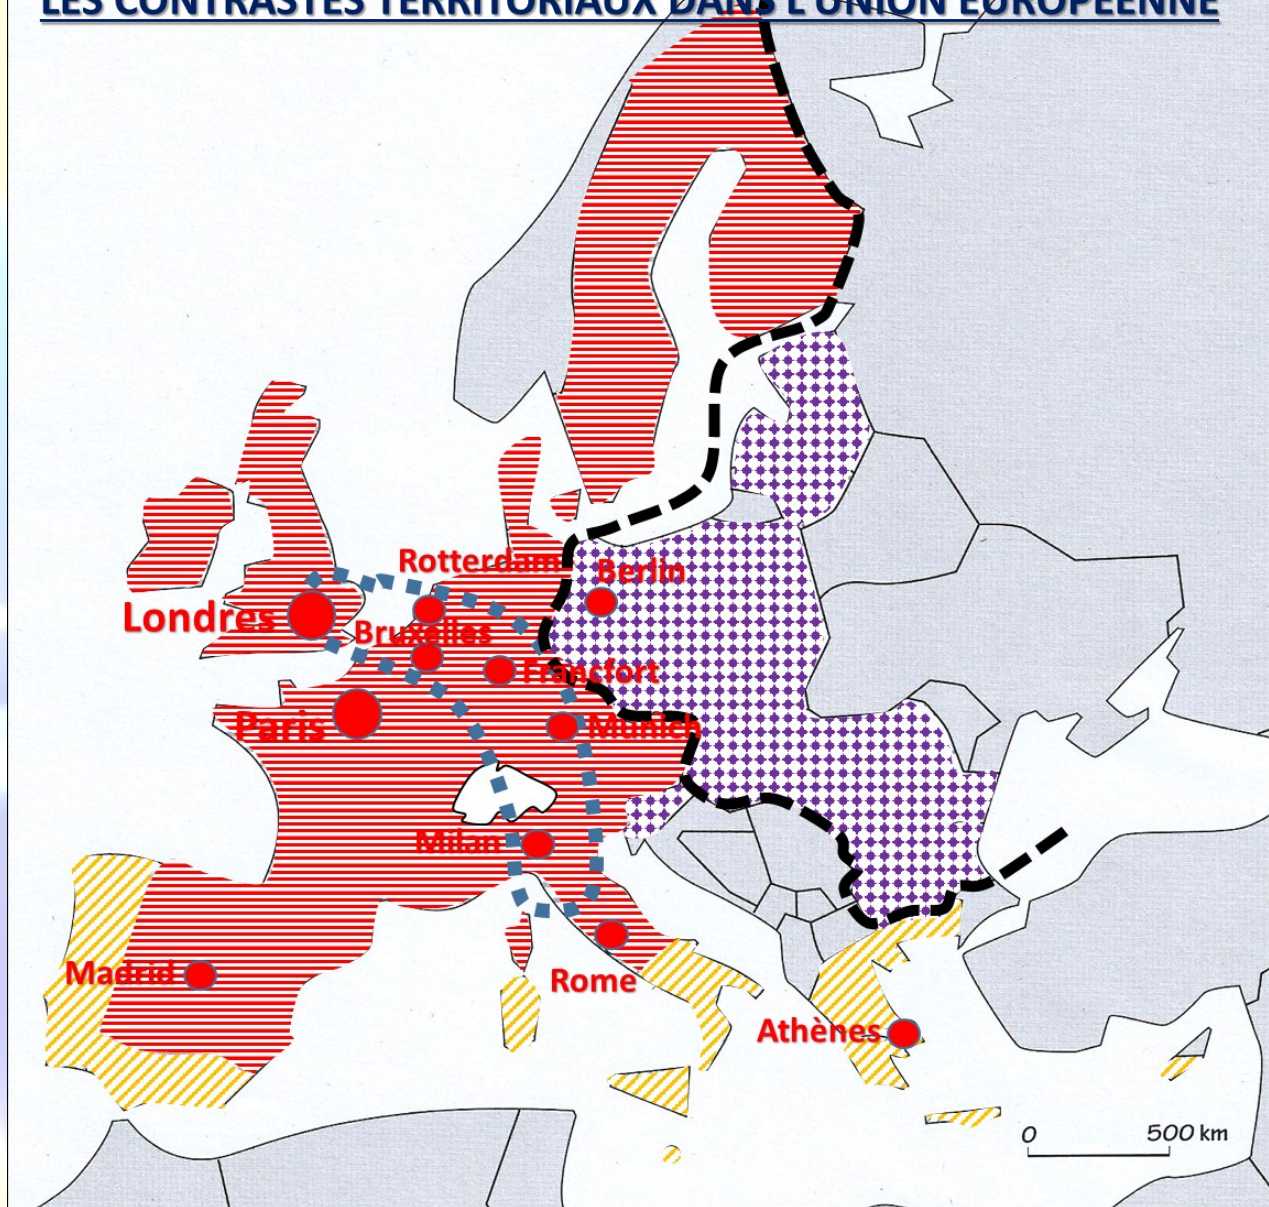 LES CONTRASTES TERRITORIAUX DANS L'UNION EUROPEENNE
Rotterdam
Berlin
Londres
Bruxelles
Francfort
Paris
Munich
Milan
Madrid
Rome
Athènes
0 500 km